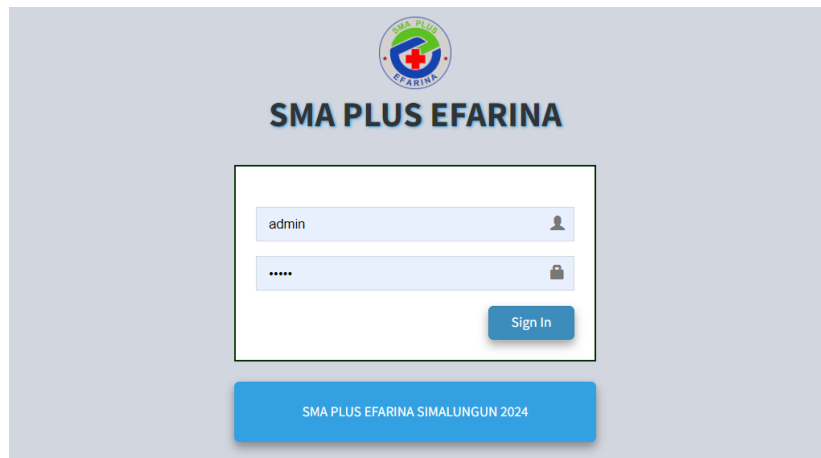 SMA PLUS
EFARINA
SMA PLUS EFARINA
admin
•••••
Sign In
SMA PLUS EFARINA SIMALUNGUN 2024